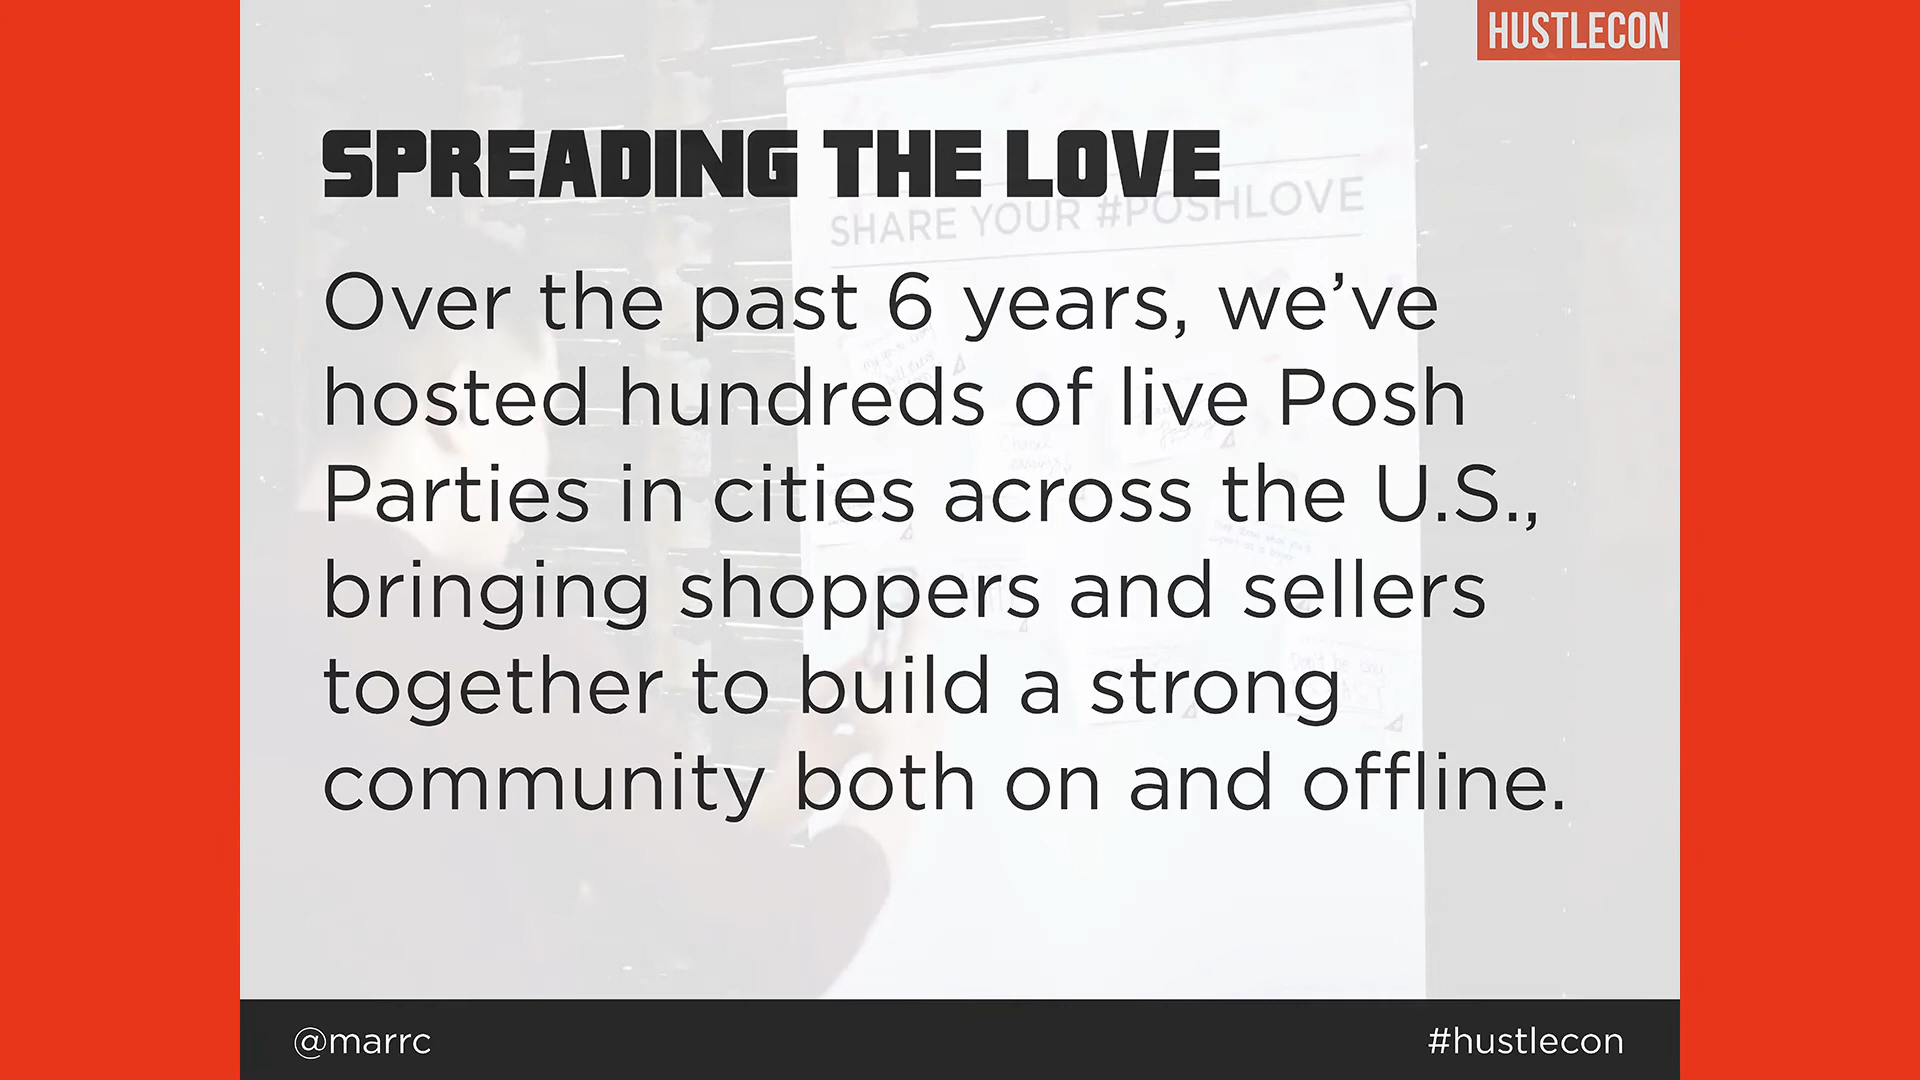 HUSTLECON
SPREADING THE LOVE
SHARE YOUR #POSHLOVE
Over the past 6 years, we’ve
hosted hundreds of live Posh
Parties in cities across the U.S.,
bringing shoppers and sellers
together to build a strong
community both on and offline.
@marrc
#hustlecon